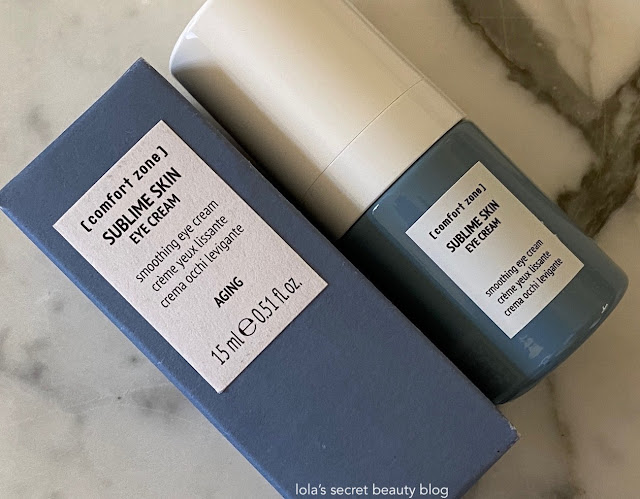 [ comfort zone ]
SUBLIME SKIN
EYE CREAM
smoothing eye cream
crème yeux lissante
crema occhi levigante
AGING
15 ml ℮ 0.51 fl. oz.
[ comfort zone ]
SUBLIME SKIN
EYE CREAM
smoothing eye cream
crème yeux lissante
crema occhi levigante
lola's secret beauty blog